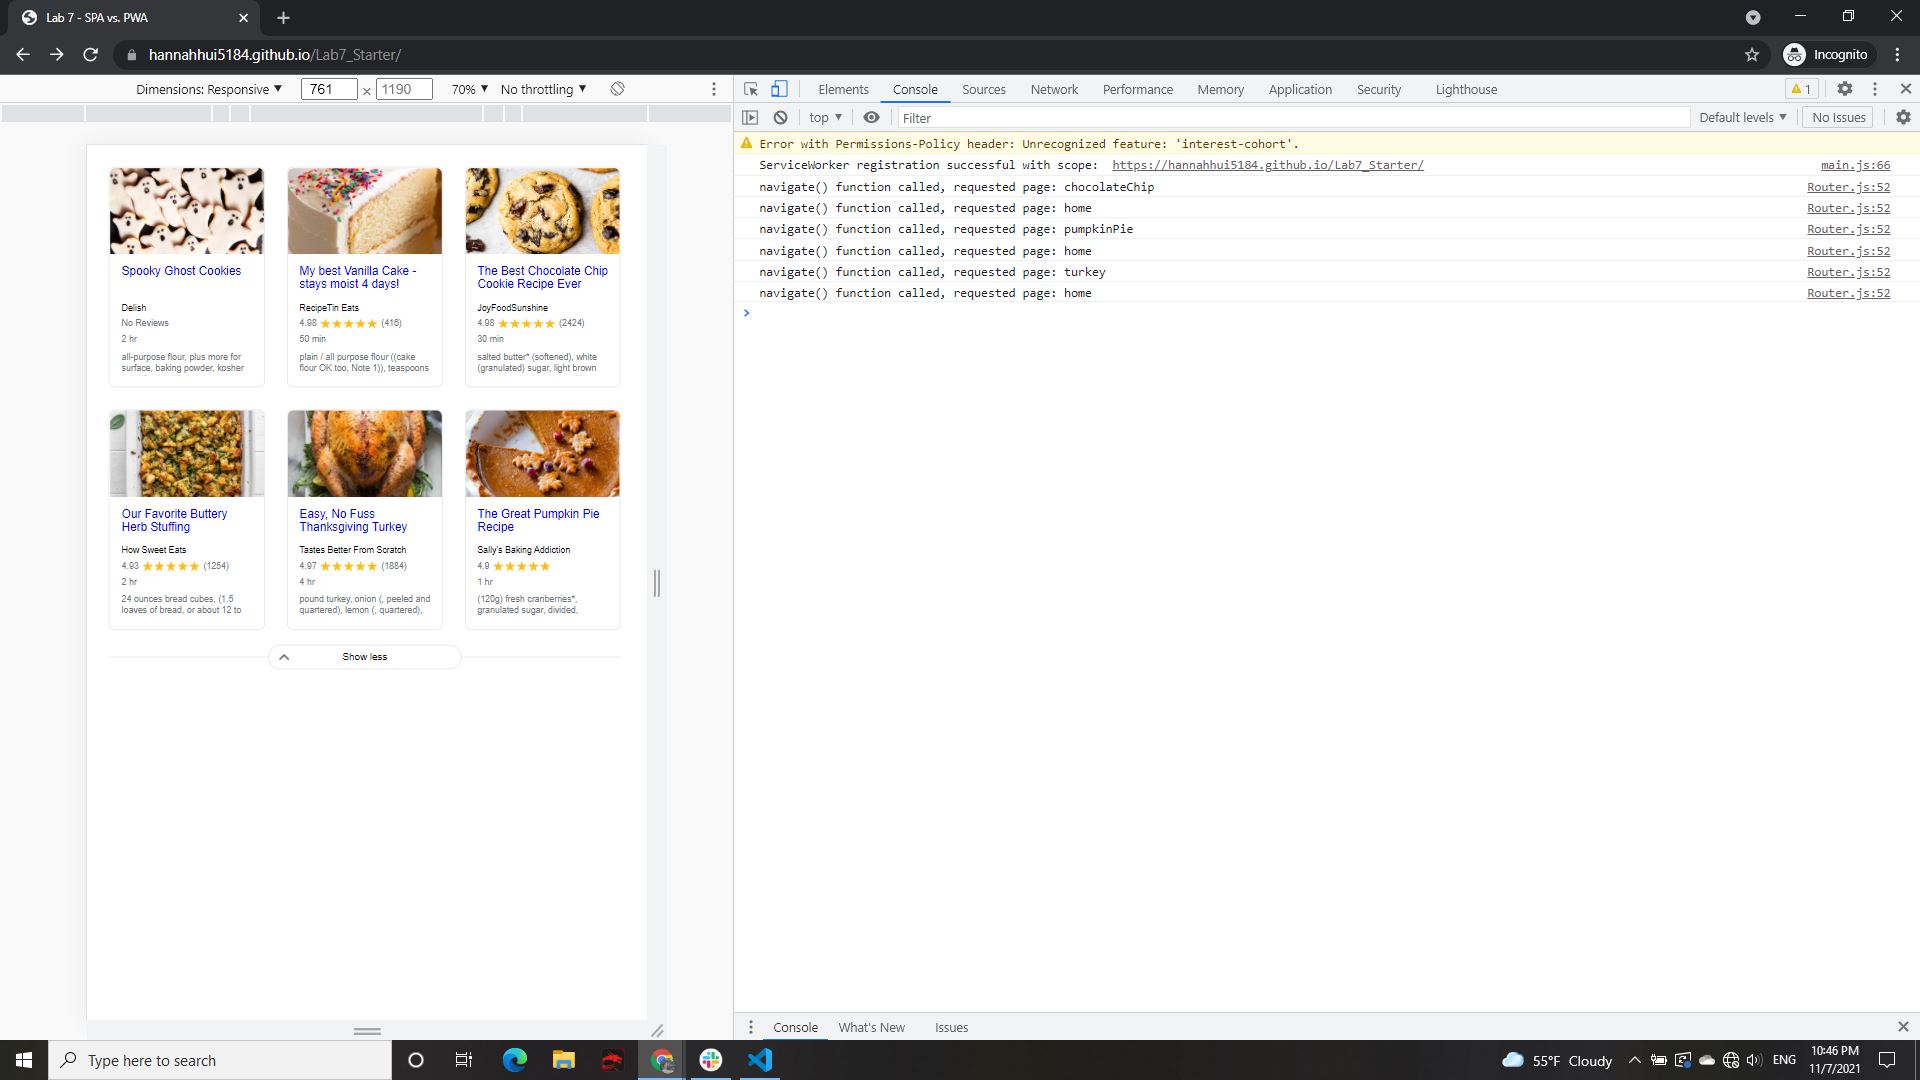 Lab 7 - SPA vs. PWA
hannahhui5184.github.io/Lab7_Starter/
Incognito
Dimensions: Responsive
761 × 1190
70%
No throttling
Elements
Console
Sources
Network
Performance
Memory
Application
Security
Lighthouse
1
top
Filter
Default levels
No Issues
Error with Permissions-Policy header: Unrecognized feature: 'interest-cohort'.
ServiceWorker registration successful with scope: https://hannahhui5184.github.io/Lab7_Starter/ main.js:66
navigate() function called, requested page: chocolateChip Router.js:52
navigate() function called, requested page: home Router.js:52
navigate() function called, requested page: pumpkinPie Router.js:52
navigate() function called, requested page: home Router.js:52
navigate() function called, requested page: turkey Router.js:52
navigate() function called, requested page: home Router.js:52
Spooky Ghost Cookies
Delish
No Reviews
2 hr
all-purpose flour, plus more for
surface, baking powder, kosher
My best Vanilla Cake -
stays moist 4 days!
RecipeTin Eats
4.98 (416)
50 min
plain / all purpose flour ((cake
flour OK too, Note 1)), teaspoons
The Best Chocolate Chip
Cookie Recipe Ever
JoyFoodSunshine
4.98 (2424)
30 min
salted butter* (softened), white
(granulated) sugar, light brown
Our Favorite Buttery
Herb Stuffing
How Sweet Eats
4.93 (1254)
2 hr
24 ounces bread cubes, (1.5
loaves of bread, or about 12 to
Easy, No Fuss
Thanksgiving Turkey
Tastes Better From Scratch
4.97 (1884)
4 hr
pound turkey, onion (, peeled and
quartered), lemon (, quartered),
The Great Pumpkin Pie
Recipe
Sally's Baking Addiction
4.9
1 hr
(120g) fresh cranberries*,
granulated sugar, divided,
Show less
Console
What's New
Issues
Type here to search
55°F Cloudy
ENG
10:46 PM
11/7/2021